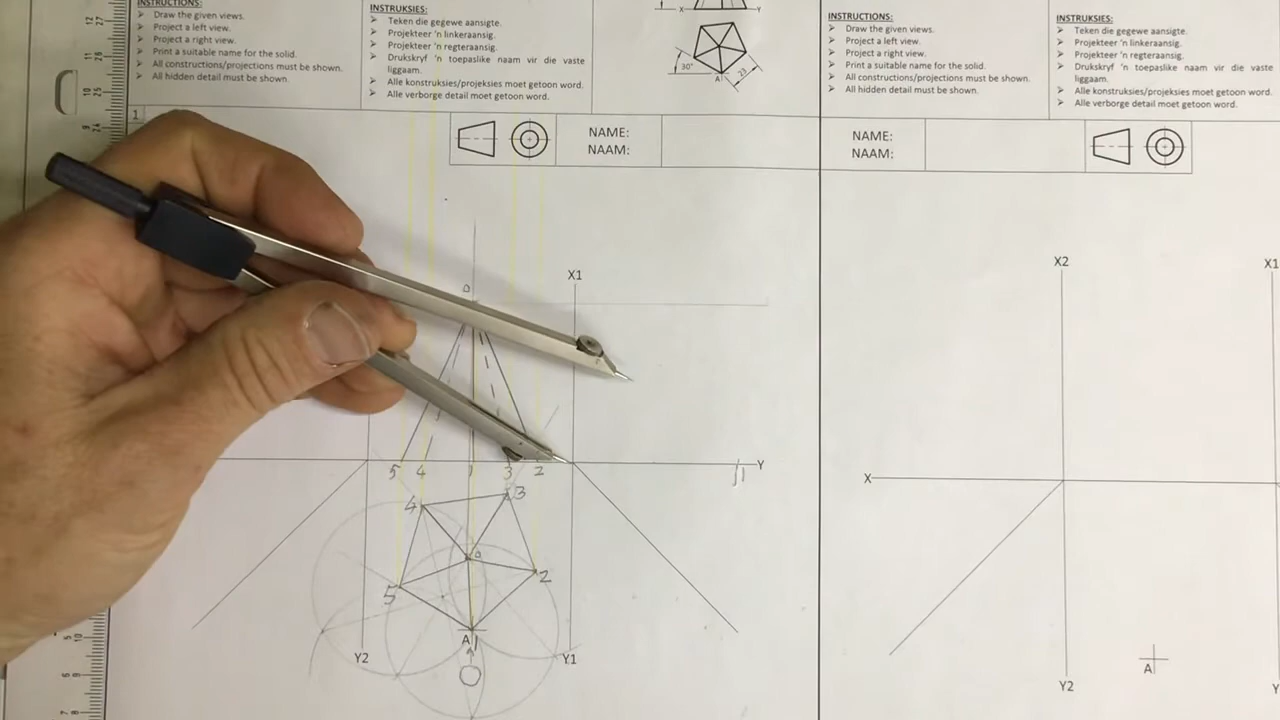 INSTRUCTIONS:
➢ Draw the given views.
➢ Project a left view.
➢ Project a right view.
➢ Print a suitable name for the solid.
➢ All constructions/projections must be shown.
➢ All hidden detail must be shown.
INSTRUKSIES:
➢ Teken die gegewe aansigte.
➢ Projekteer 'n linkeraansig.
➢ Projekteer 'n regteraansig.
➢ Drukskryf 'n toepaslike naam vir die vaste
liggaam.
➢ Alle konstruksies/projeksies moet getoon word.
➢ Alle verborge detail moet getoon word.
X Y
30°
A
23
INSTRUCTIONS:
➢ Draw the given views.
➢ Project a left view.
➢ Project a right view.
➢ Print a suitable name for the solid.
➢ All constructions/projections must be shown.
➢ All hidden detail must be shown.
INSTRUKSIES:
➢ Teken die gegewe aansigte.
➢ Projekteer 'n linkeraansig.
➢ Projekteer 'n regteraansig.
➢ Drukskryf 'n toepaslike naam vir die vaste
liggaam.
➢ Alle konstruksies/projeksies moet getoon word.
➢ Alle verborge detail moet getoon word.
1
NAME:
NAAM:
NAME:
NAAM:
X1
5 4 1 3 2
1
Y
4 3
5 2
A 1
Y2 Y1
X2 X1
X
A
Y2